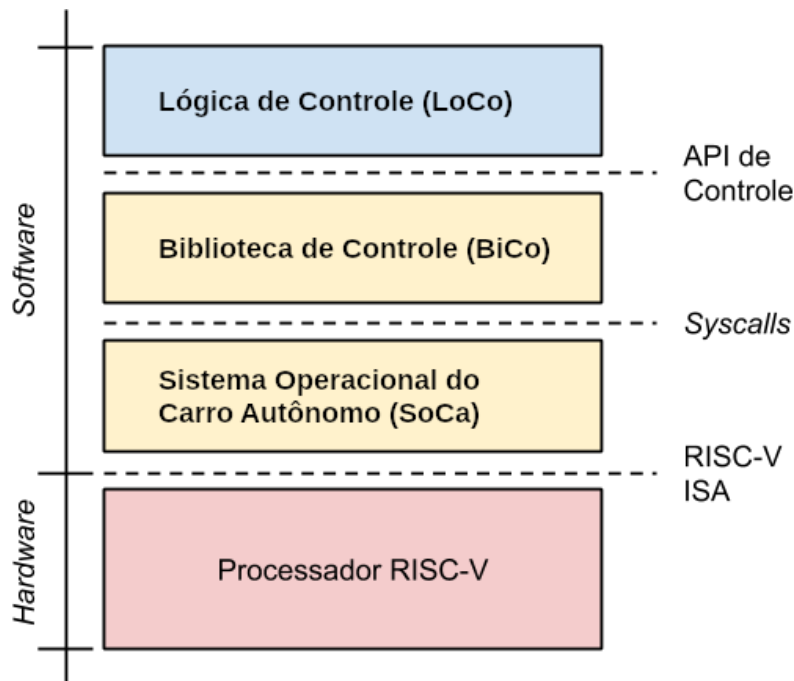 Lógica de Controle (LoCo)
API de
Controle
Software
Biblioteca de Controle (BiCo)
Syscalls
Sistema Operacional do
Carro Autônomo (SoCa)
RISC-V
ISA
Hardware
Processador RISC-V